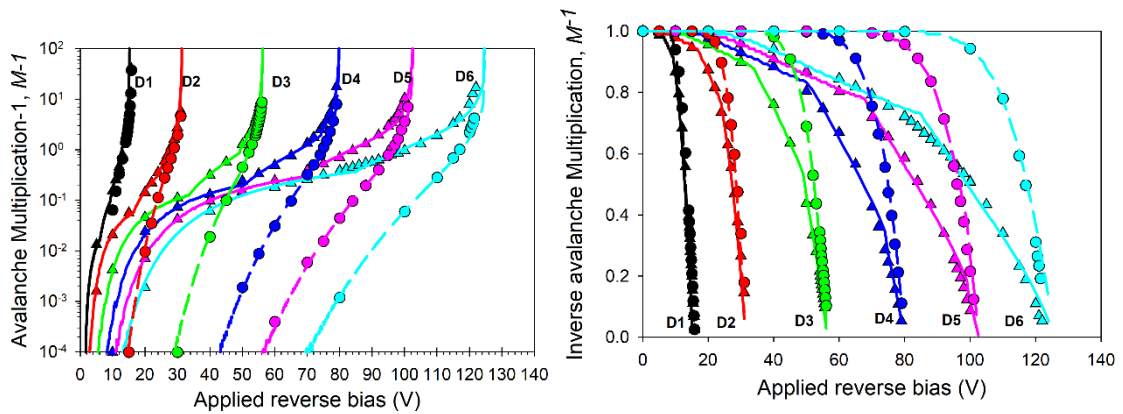 10²
10¹
10⁰
10⁻¹
10⁻²
10⁻³
10⁻⁴
Avalanche Multiplication-1, M-1
D1
D2
D3
D4
D5
D6
0 10 20 30 40 50 60 70 80 90 100 110 120 130 140
Applied reverse bias (V)
1.0
0.8
0.6
0.4
0.2
0.0
Inverse avalanche Multiplication, M⁻¹
D1
D2
D3
D4
D5
D6
0 20 40 60 80 100 120 140
Applied reverse bias (V)